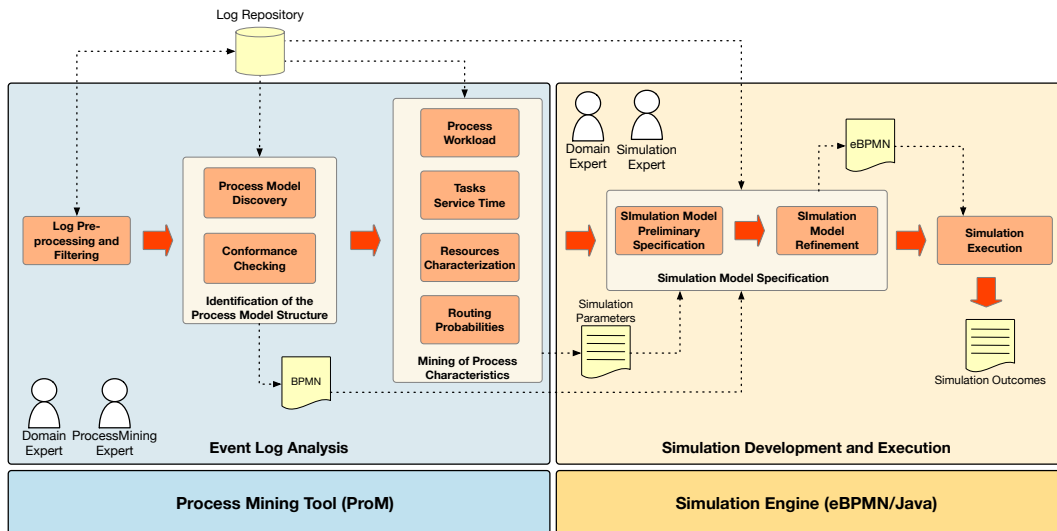 Log Repository
Process
Workload
Tasks
Service Time
Resources
Characterization
Routing
Probabilities
Mining of Process
Characteristics
Process Model
Discovery
Conformance
Checking
Identification of the
Process Model Structure
Log Pre-
processing and
Filtering
BPMN
Domain
Expert
ProcessMining
Expert
Event Log Analysis
Process Mining Tool (ProM)
Domain
Expert
Simulation
Expert
eBPMN
SImulation Model
Preliminary
Specification
SImulation
Model
Refinement
Simulation Model Specification
Simulation
Execution
Simulation
Parameters
Simulation Outcomes
Simulation Development and Execution
Simulation Engine (eBPMN/Java)